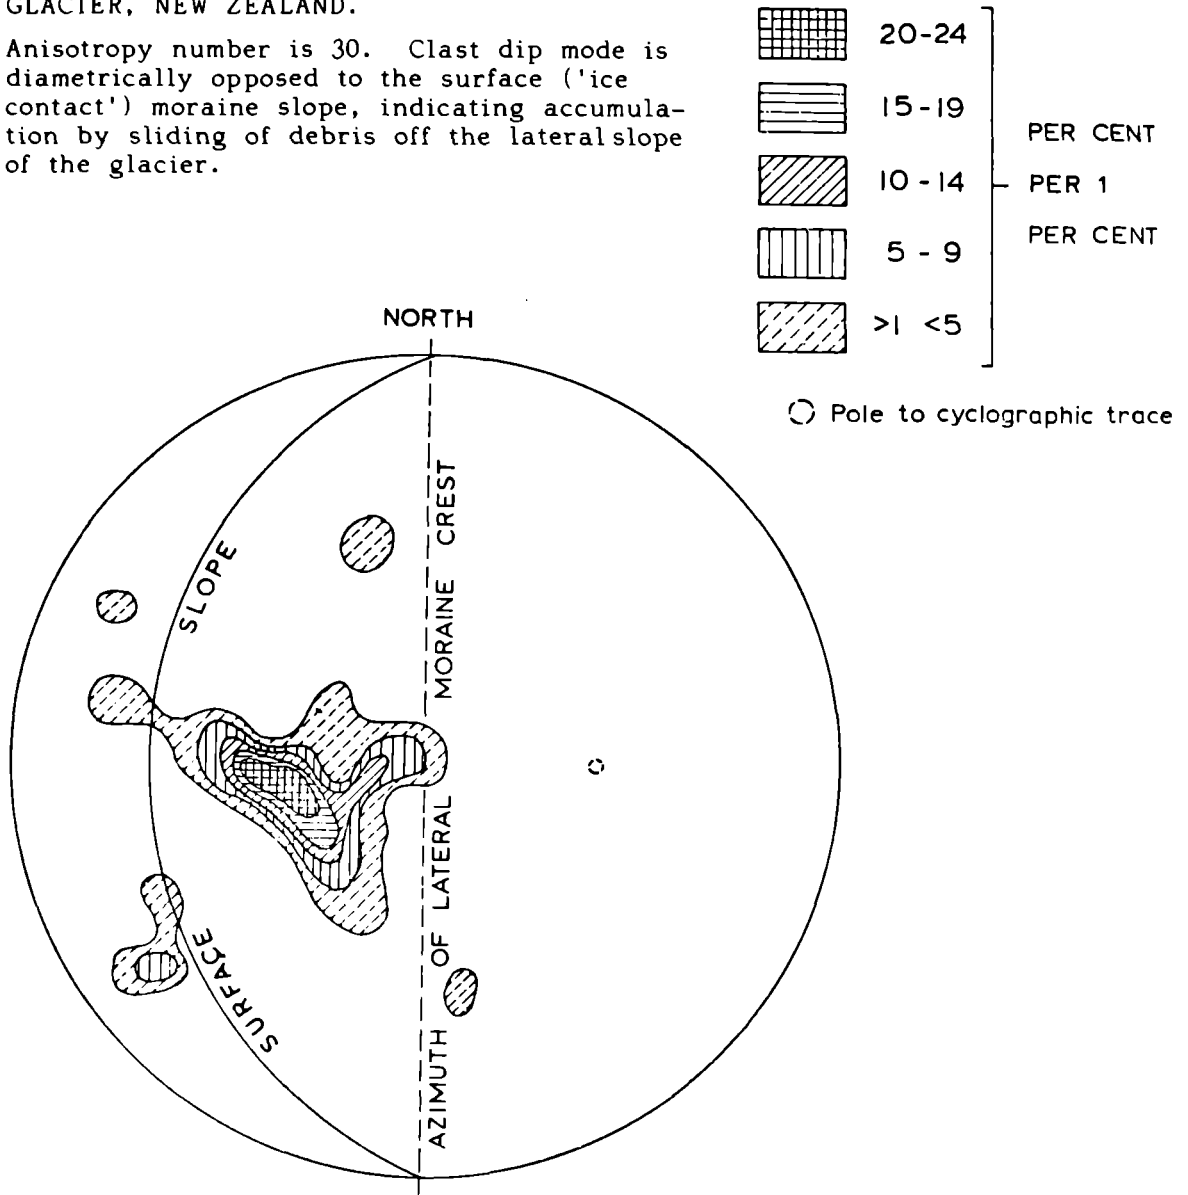 GLACIER, NEW ZEALAND.
Anisotropy number is 30. Clast dip mode is
diametrically opposed to the surface ('ice
contact') moraine slope, indicating accumula-
tion by sliding of debris off the lateral slope
of the glacier.
20-24
15-19
10-14
5-9
>1 <5
PER CENT
PER 1
PER CENT
Pole to cyclographic trace
NORTH
SURFACE SLOPE
AZIMUTH OF LATERAL MORAINE CREST